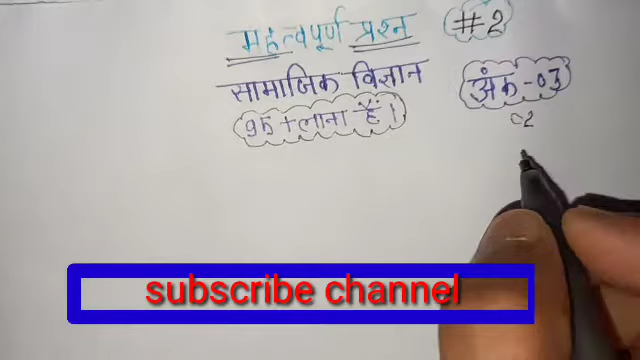 महत्वपूर्ण प्रश्न #2
सामाजिक विज्ञान
अंक - 03
95 + लाना है।
02
subscribe channel